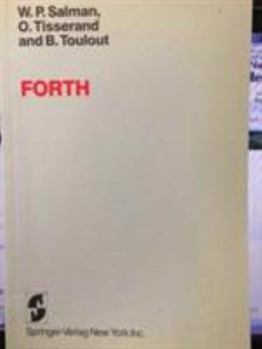 W. P. Salman,
O. Tisserand
and B. Toulout
FORTH
Springer-Verlag New York Inc.